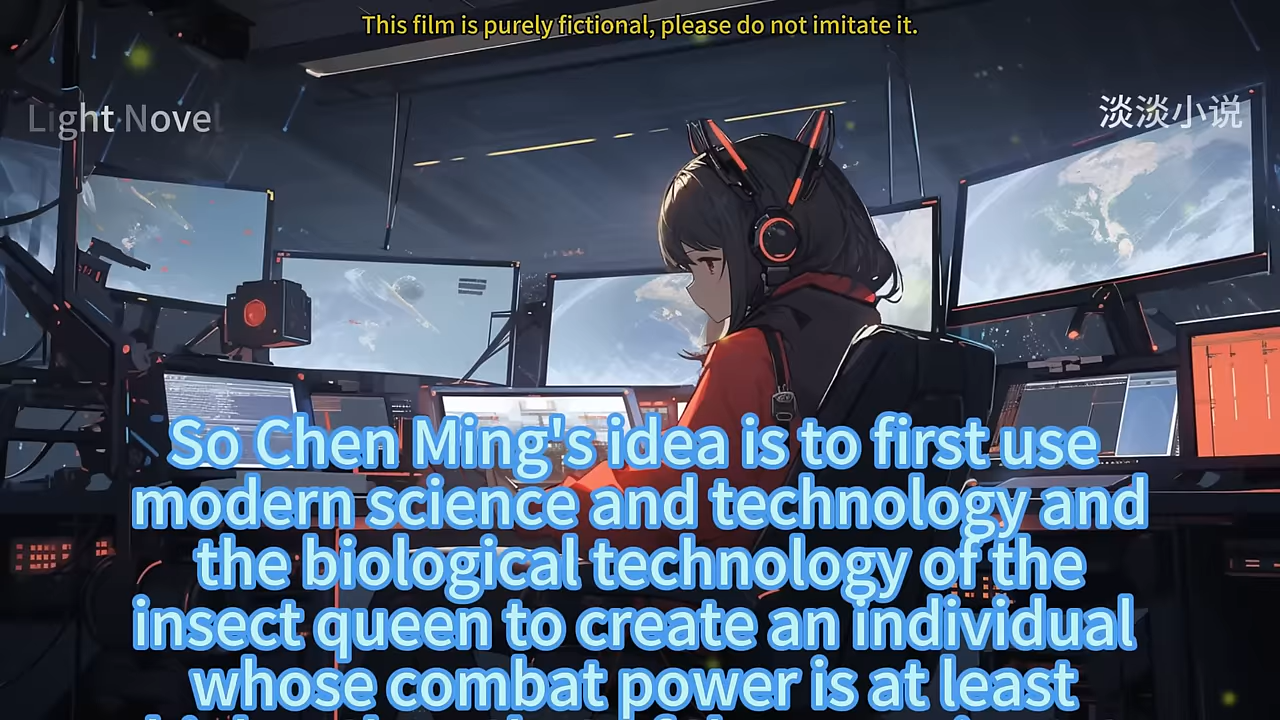 This film is purely fictional, please do not imitate it.
Light Novel
淡淡小说
So Chen Ming's idea is to first use
modern science and technology and
the biological technology of the
insect queen to create an individual
whose combat power is at least